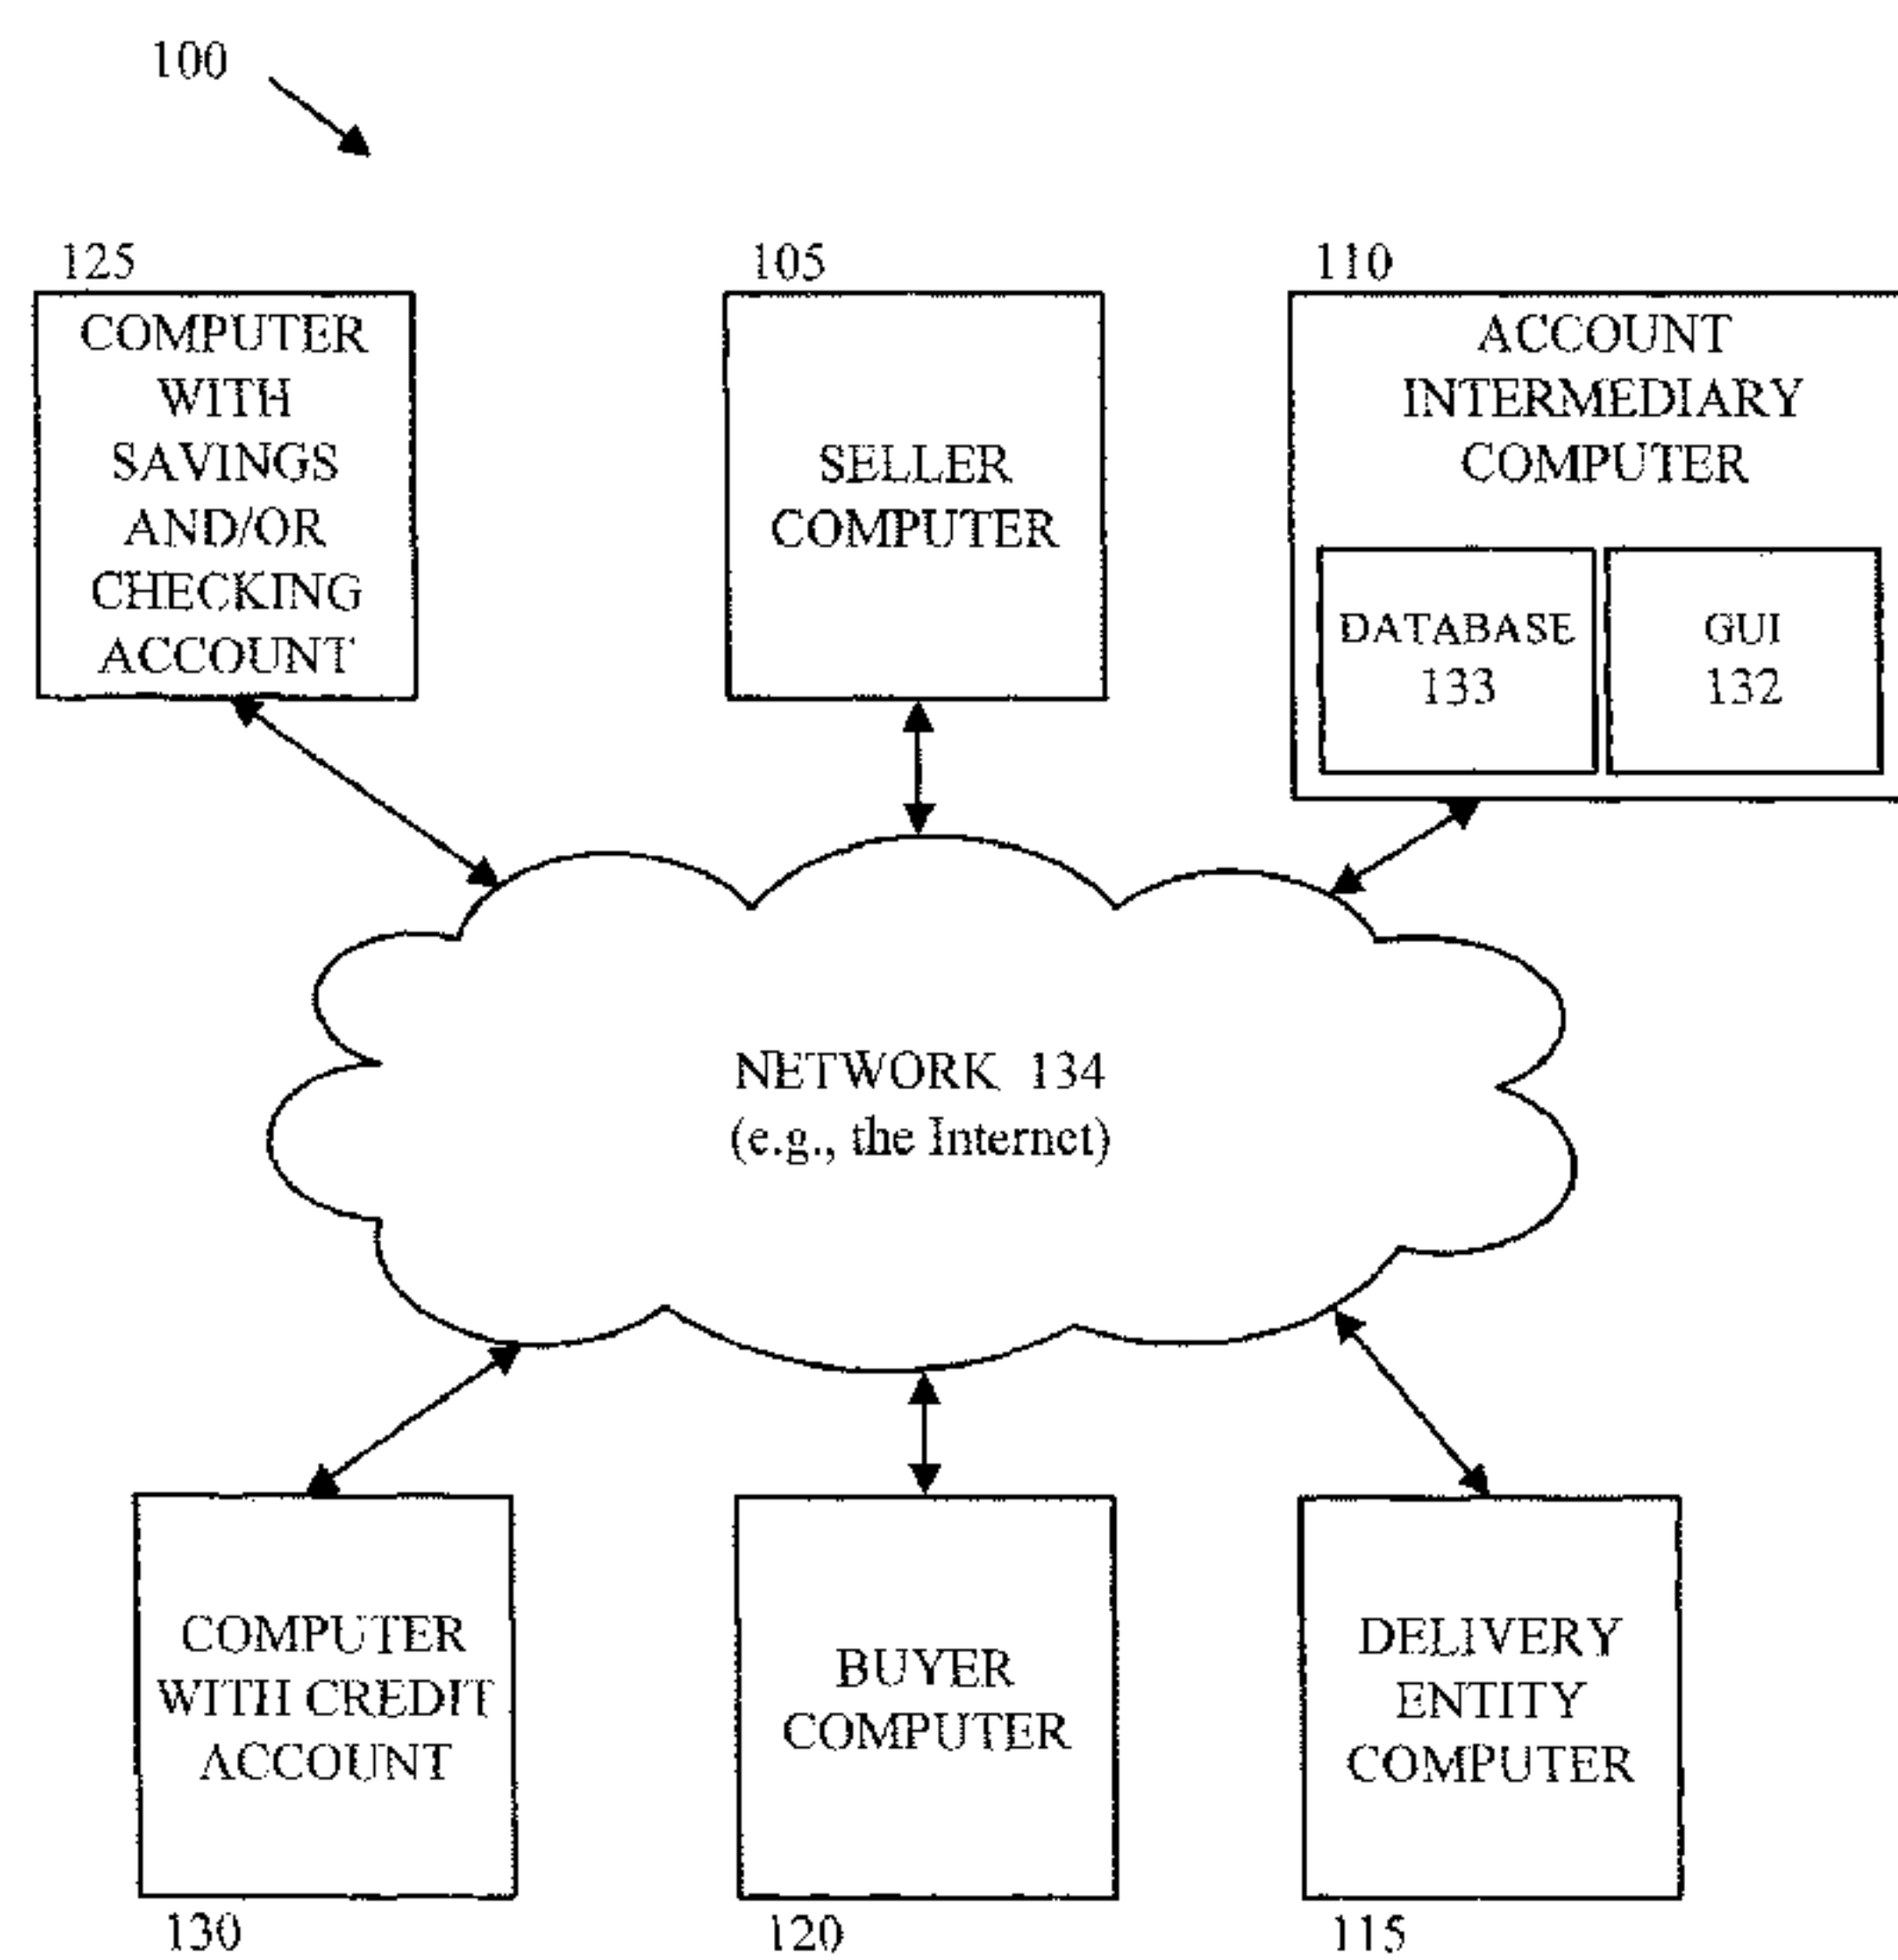 100
125
COMPUTER
WITH
SAVINGS
AND/OR
CHECKING
ACCOUNT
105
SELLER
COMPUTER
110
ACCOUNT
INTERMEDIARY
COMPUTER
DATABASE
133
GUI
132
NETWORK 134
(e.g., the Internet)
COMPUTER
WITH CREDIT
ACCOUNT
130
BUYER
COMPUTER
120
DELIVERY
ENTITY
COMPUTER
115